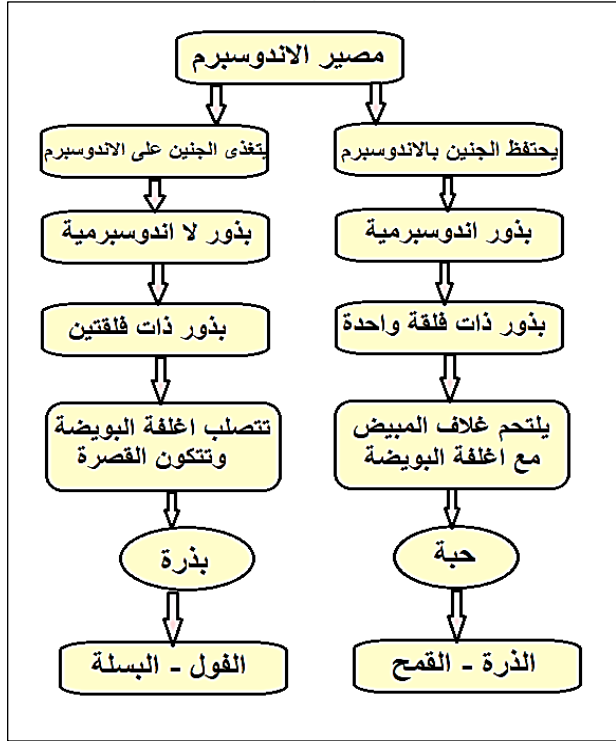 مصير الاندوسبرم
يحتفظ الجنين بالاندوسبرم
يتغذى الجنين على الاندوسبرم
بذور اندوسبرمية
بذور لا اندوسبرمية
بذور ذات فلقة واحدة
بذور ذات فلقتين
يلتحم غلاف المبيض
مع اغلفة البويضة
تتصلب اغلفة البويضة
وتتكون القصرة
حبة
بذرة
الذرة - القمح
الفول - البسلة